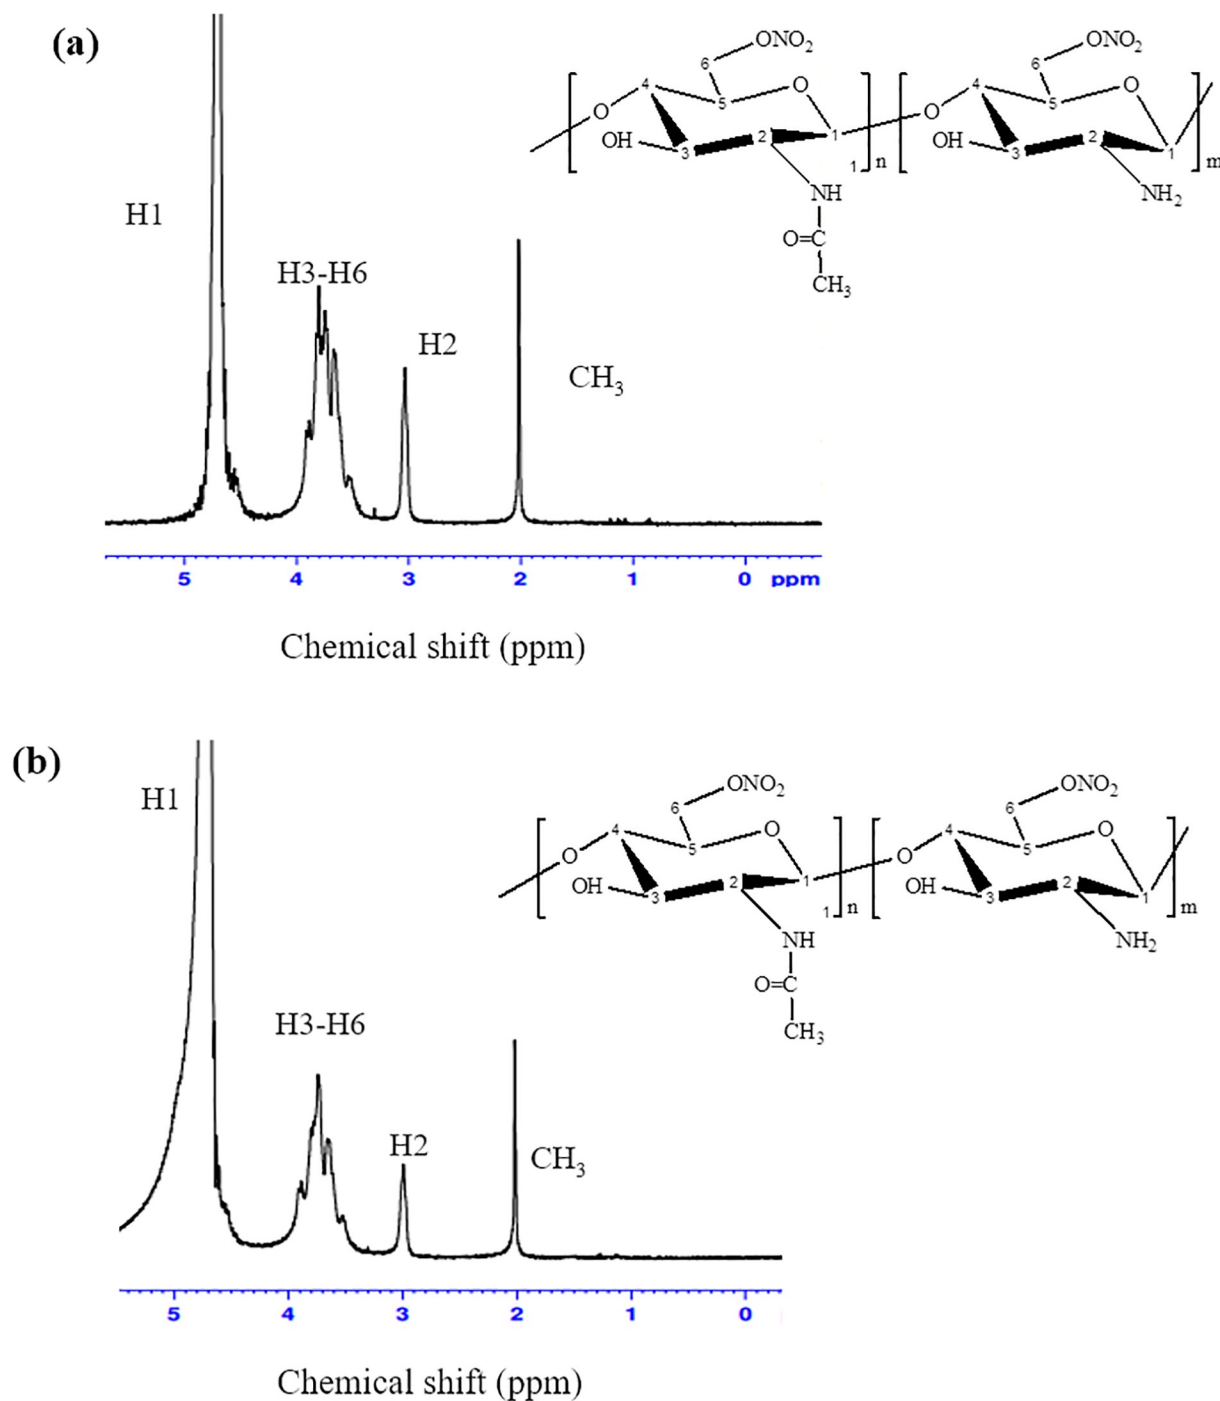 (a)
ONO2
ONO2
6
6
4
O
4
O
5
5
O
O
OH
2
1
OH
2
3
1
n
3
1
m
NH
NH2
O=C
CH3
H1
H3-H6
H2
CH3
5 4 3 2 1 0 ppm
Chemical shift (ppm)
(b)
ONO2
ONO2
6
6
4
O
4
O
5
5
O
O
OH
2
1
OH
2
3
1
n
3
1
m
NH
NH2
O=C
CH3
H1
H3-H6
H2
CH3
5 4 3 2 1 0
Chemical shift (ppm)